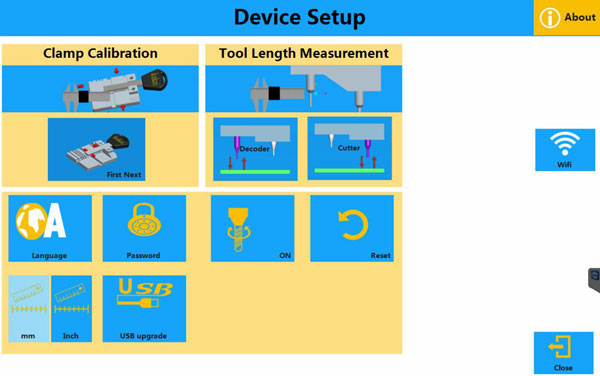 Device Setup
About
Clamp Calibration
Tool Length Measurement
First Next
Decoder
Cutter
Wifi
Language
Password
ON
Reset
mm
Inch
USB
USB upgrade
Close